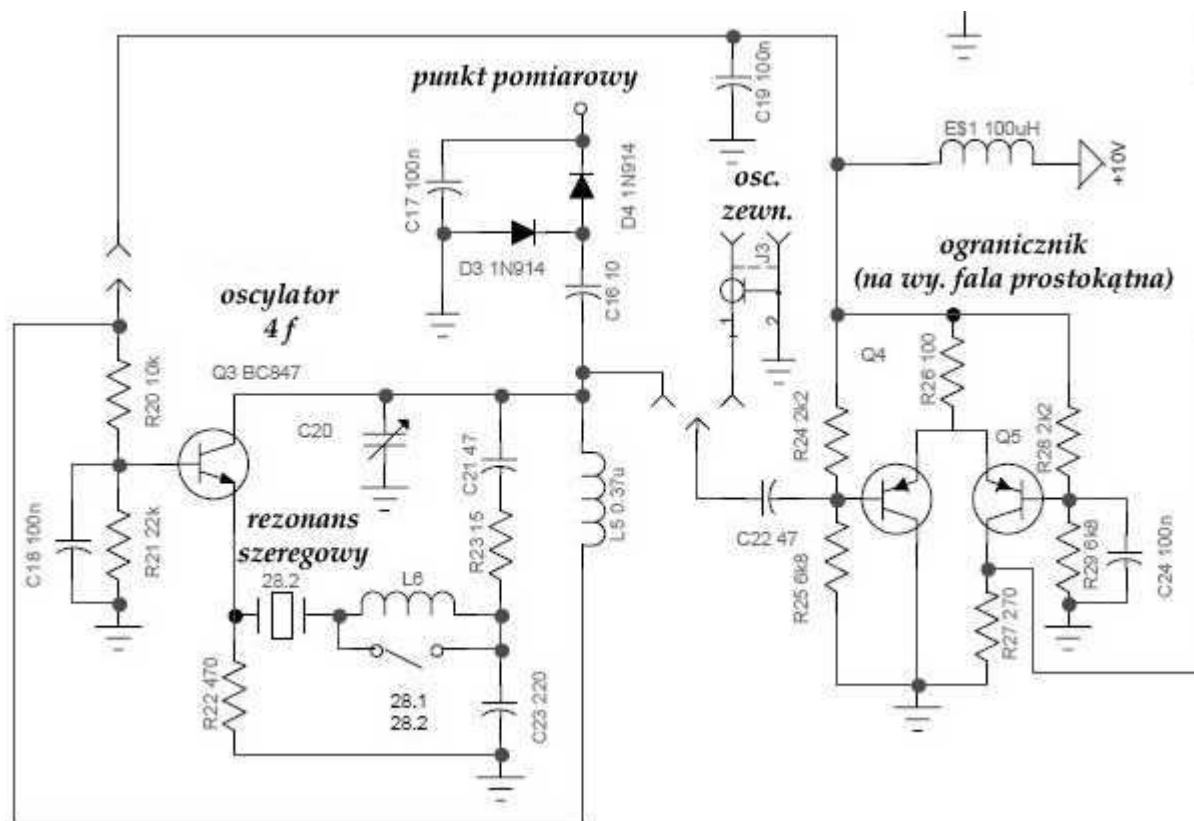 punkt pomiarowy
C19 100n
E$1 100uH
+10V
C17 100n
D4 1N914
osc.
zewn.
D3 1N914
J3
C16 10
1
2
ogranicznik
(na wy. fala prostokątna)
oscylator
4 f
Q3 BC847
Q4
R26 100
R20 10k
C20
C21 47
R24 2k2
Q5
R28 2k2
L5 0.37u
C18 100n
R21 22k
rezonans
szeregowy
R23 15
C22 47
28.2
L6
R25 6k8
R29 6k8
C24 100n
R27 270
R22 470
28.1
28.2
C23 220